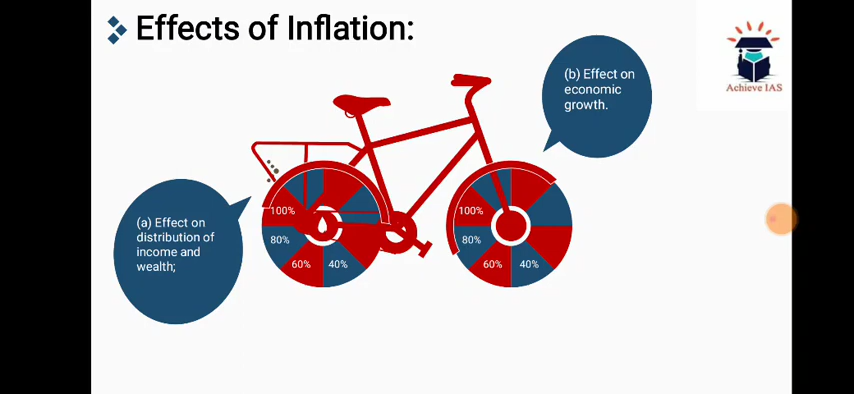 Effects of Inflation:
(b) Effect on
economic
growth.
Achieve IAS
(a) Effect on
distribution of
income and
wealth;
100%
80%
60%
40%
100%
80%
60%
40%